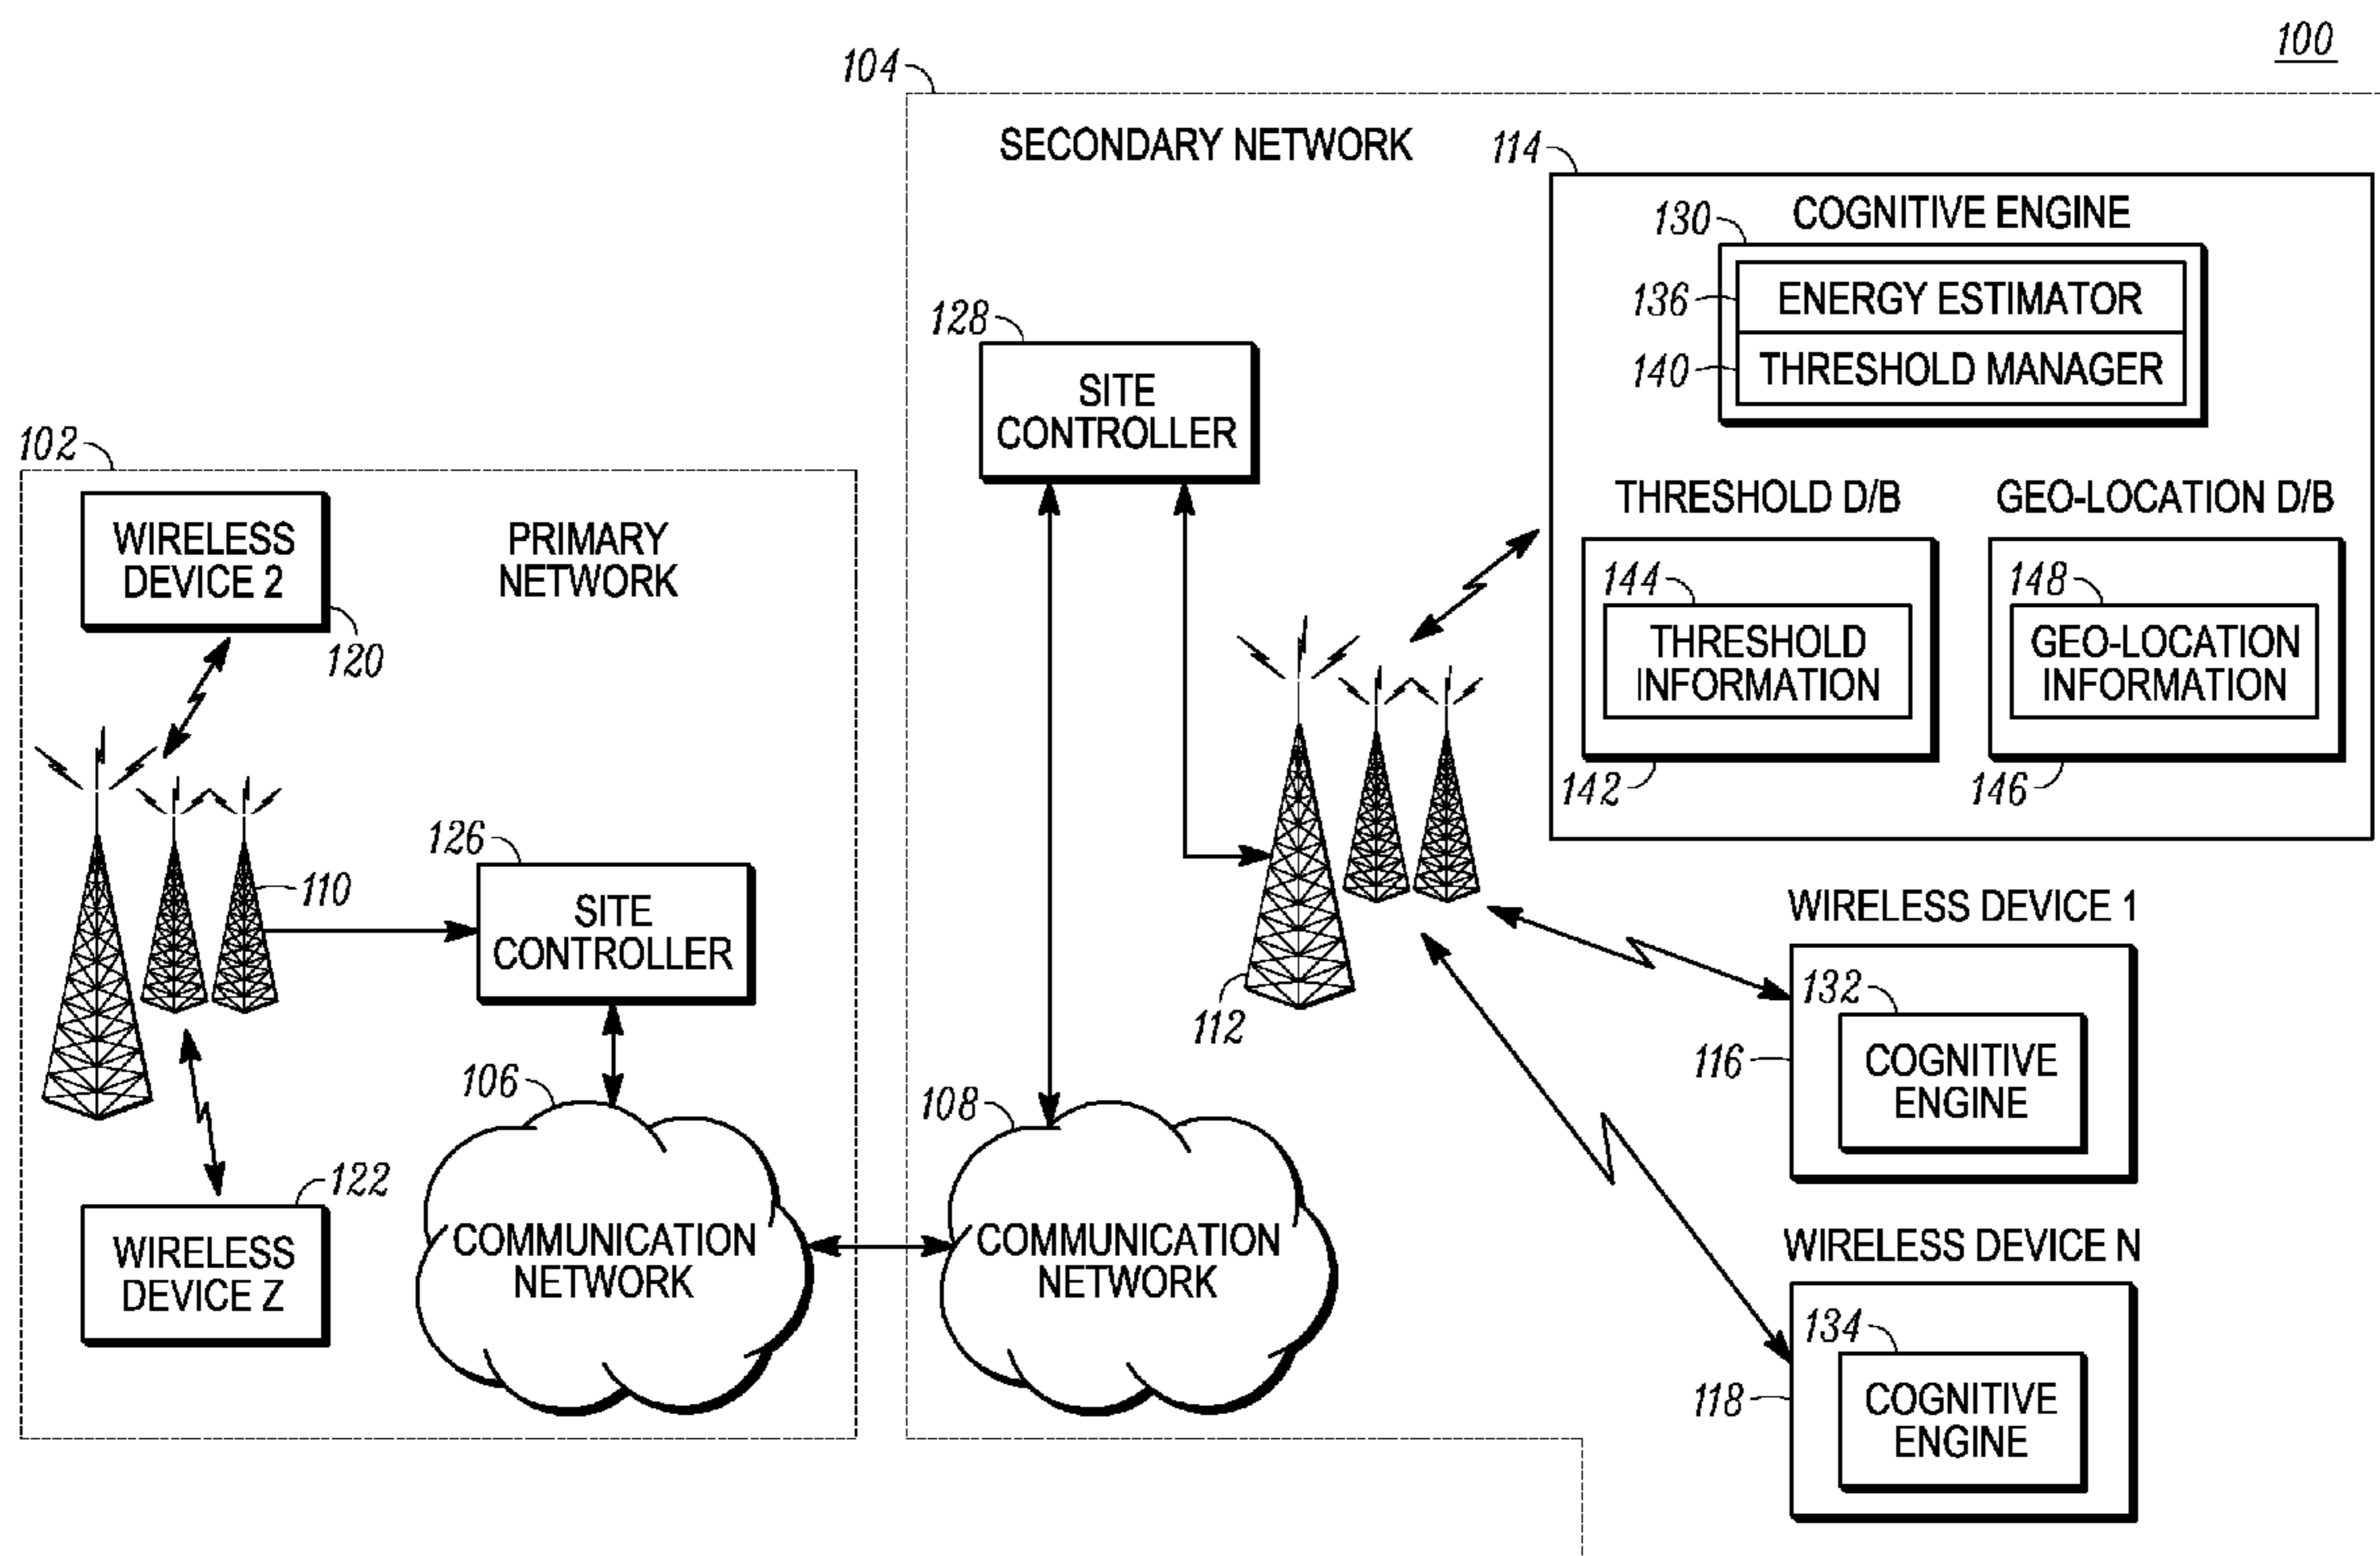 100
104
SECONDARY NETWORK
114
COGNITIVE ENGINE
130
136
ENERGY ESTIMATOR
140
THRESHOLD MANAGER
128
SITE
CONTROLLER
THRESHOLD D/B
GEO-LOCATION D/B
144
THRESHOLD
INFORMATION
142
148
GEO-LOCATION
INFORMATION
146
102
WIRELESS
DEVICE 2
120
PRIMARY
NETWORK
110
126
SITE
CONTROLLER
112
WIRELESS DEVICE 1
132
116
COGNITIVE
ENGINE
106
COMMUNICATION
NETWORK
108
COMMUNICATION
NETWORK
122
WIRELESS
DEVICE Z
WIRELESS DEVICE N
134
118
COGNITIVE
ENGINE